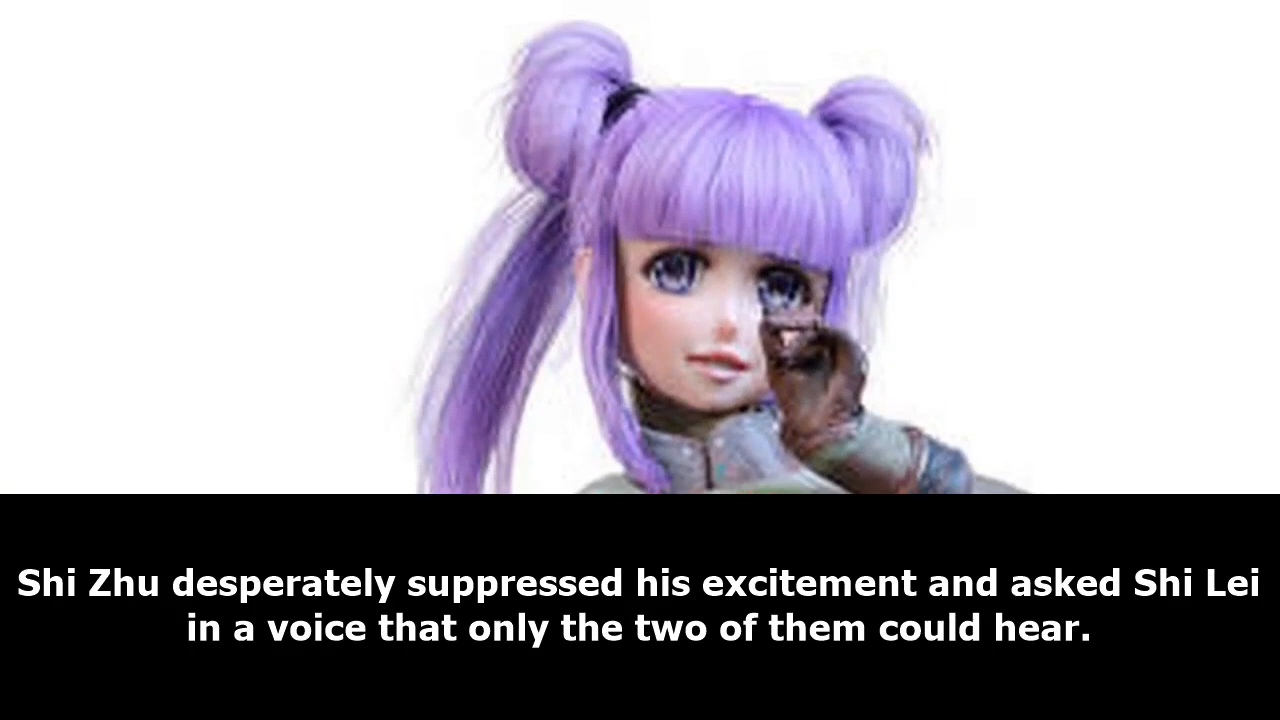 Shi Zhu desperately suppressed his excitement and asked Shi Lei
in a voice that only the two of them could hear.